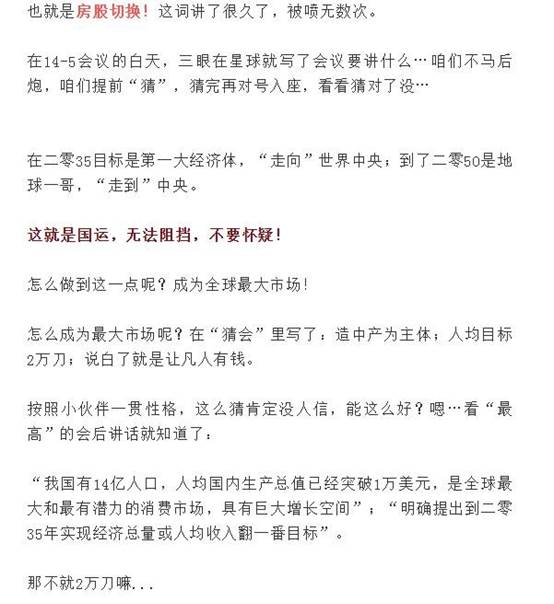 也就是房股切换！这词讲了很久了，被喷无数次。
在14-5会议的白天，三眼在星球就写了会议要讲什么…咱们不马后
炮，咱们提前“猜”，猜完再对号入座，看看猜对了没…
在二零35目标是第一大经济体，“走向”世界中央；到了二零50是地
球一哥，“走到”中央。
这就是国运，无法阻挡，不要怀疑！
怎么做到这一点呢？成为全球最大市场！
怎么成为最大市场呢？在“猜会”里写了：造中产为主体；人均目标
2万刀；说白了就是让凡人有钱。
按照小伙伴一贯性格，这么猜肯定没人信，能这么好？嗯…看“最
高”的会后讲话就知道了：
“我国有14亿人口，人均国内生产总值已经突破1万美元，是全球最
大和最有潜力的消费市场，具有巨大增长空间”；“明确提出到二零
35年实现经济总量或人均收入翻一番目标”。
那不就2万刀嘛...